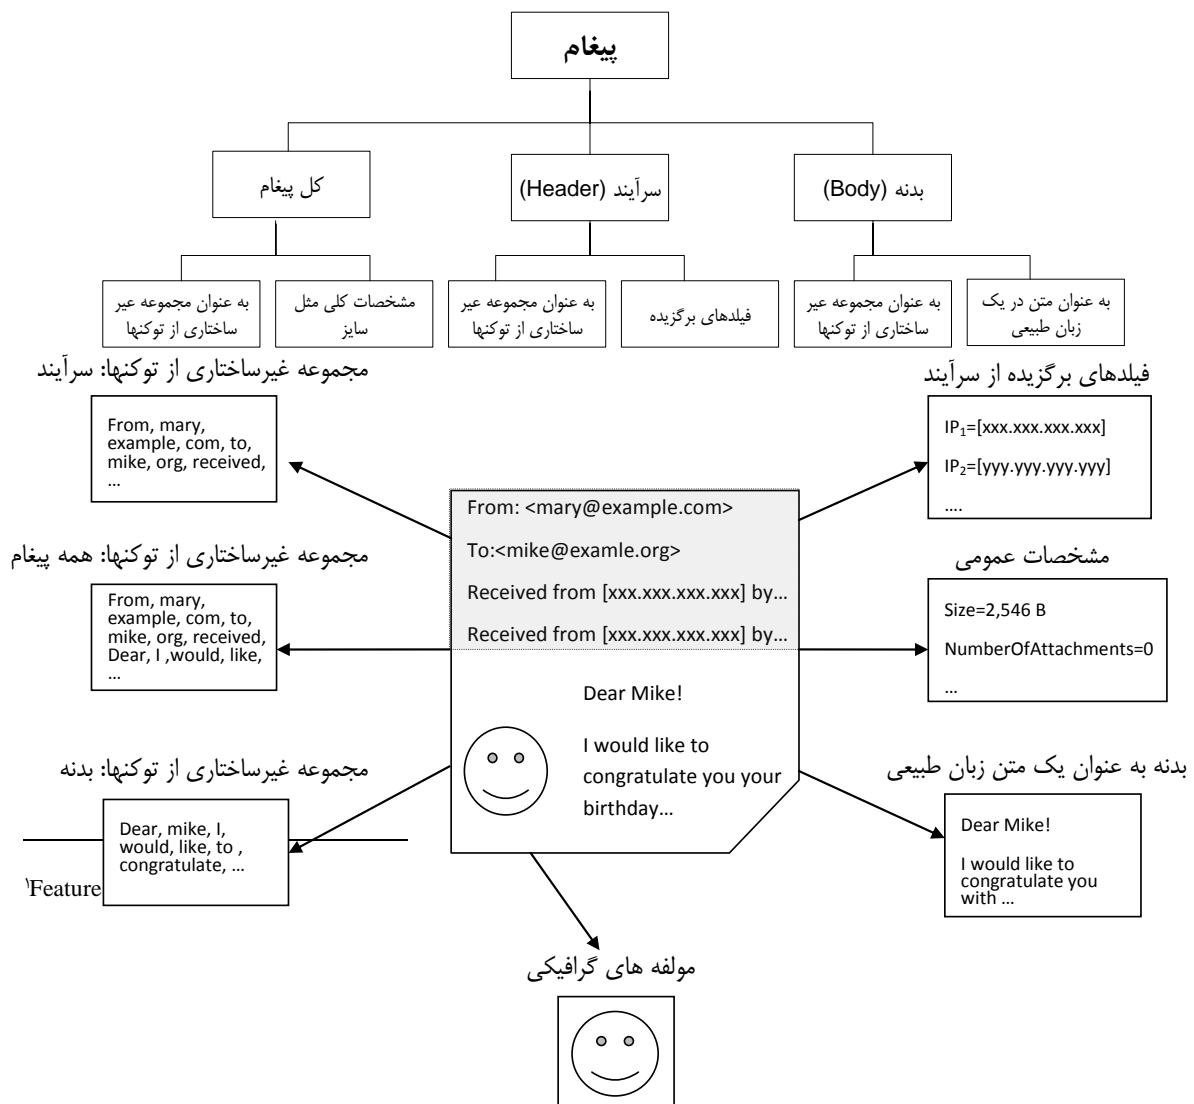 پیغام
کل پیغام
سرآیند (Header)
بدنه (Body)
به عنوان مجموعه عیر
ساختاری از توکنها
مشخصات کلی مثل
سایز
به عنوان مجموعه عیر
ساختاری از توکنها
فیلدهای برگزیده
به عنوان مجموعه عیر
ساختاری از توکنها
به عنوان متن در یک
زبان طبیعی
مجموعه غیرساختاری از توکنها: سرآیند
From, mary,
example, com, to,
mike, org, received,
...
فیلدهای برگزیده از سرآیند
IP₁=[xxx.xxx.xxx.xxx]
IP₂=[yyy.yyy.yyy.yyy]
....
From: <mary@example.com>
To:<mike@examle.org>
Received from [xxx.xxx.xxx.xxx] by...
Received from [xxx.xxx.xxx.xxx] by...
Dear Mike!
I would like to
congratulate you your
birthday...
مجموعه غیرساختاری از توکنها: همه پیغام
From, mary,
example, com, to,
mike, org, received,
Dear, I ,would, like,
...
مشخصات عمومی
Size=2,546 B
NumberOfAttachments=0
...
مجموعه غیرساختاری از توکنها: بدنه
Dear, mike, I,
would, like, to ,
congratulate, ...
بدنه به عنوان یک متن زبان طبیعی
Dear Mike!
I would like to
congratulate you
with ...
۱Feature
مولفه های گرافیکی